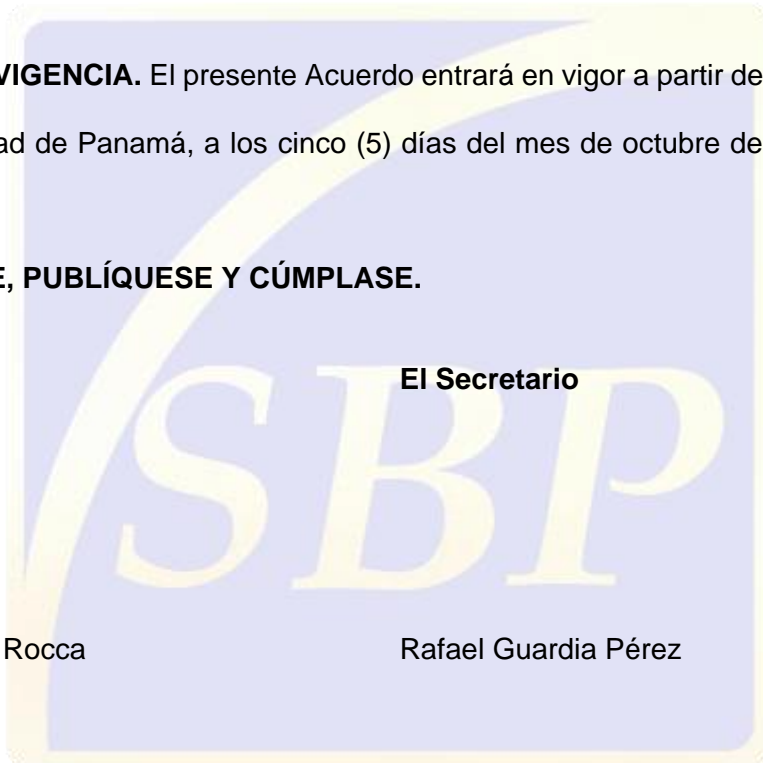 VIGENCIA. El presente Acuerdo entrará en vigor a partir de
ad de Panamá, a los cinco (5) días del mes de octubre de
E, PUBLÍQUESE Y CÚMPLASE.
El Secretario
SBP
Rocca Rafael Guardia Pérez